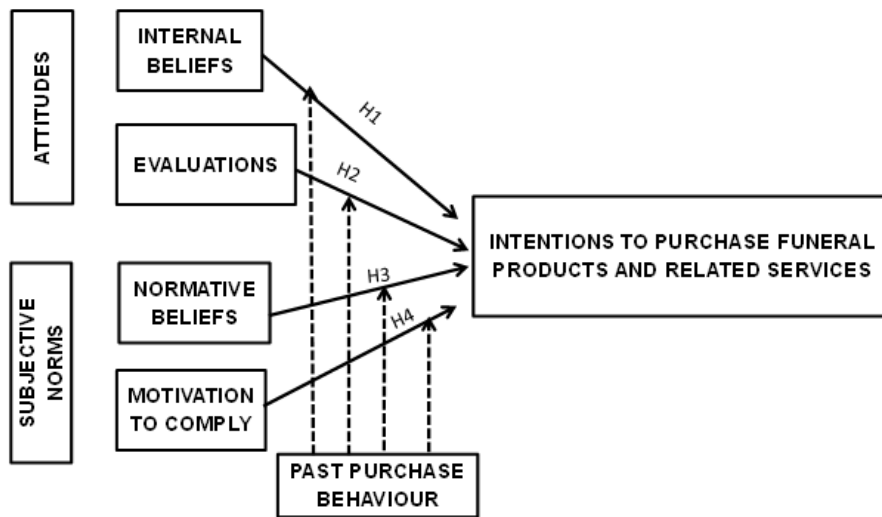 ATTITUDES
INTERNAL
BELIEFS
EVALUATIONS
SUBJECTIVE
NORMS
NORMATIVE
BELIEFS
MOTIVATION
TO COMPLY
H1
H2
H3
H4
INTENTIONS TO PURCHASE FUNERAL
PRODUCTS AND RELATED SERVICES
PAST PURCHASE
BEHAVIOUR